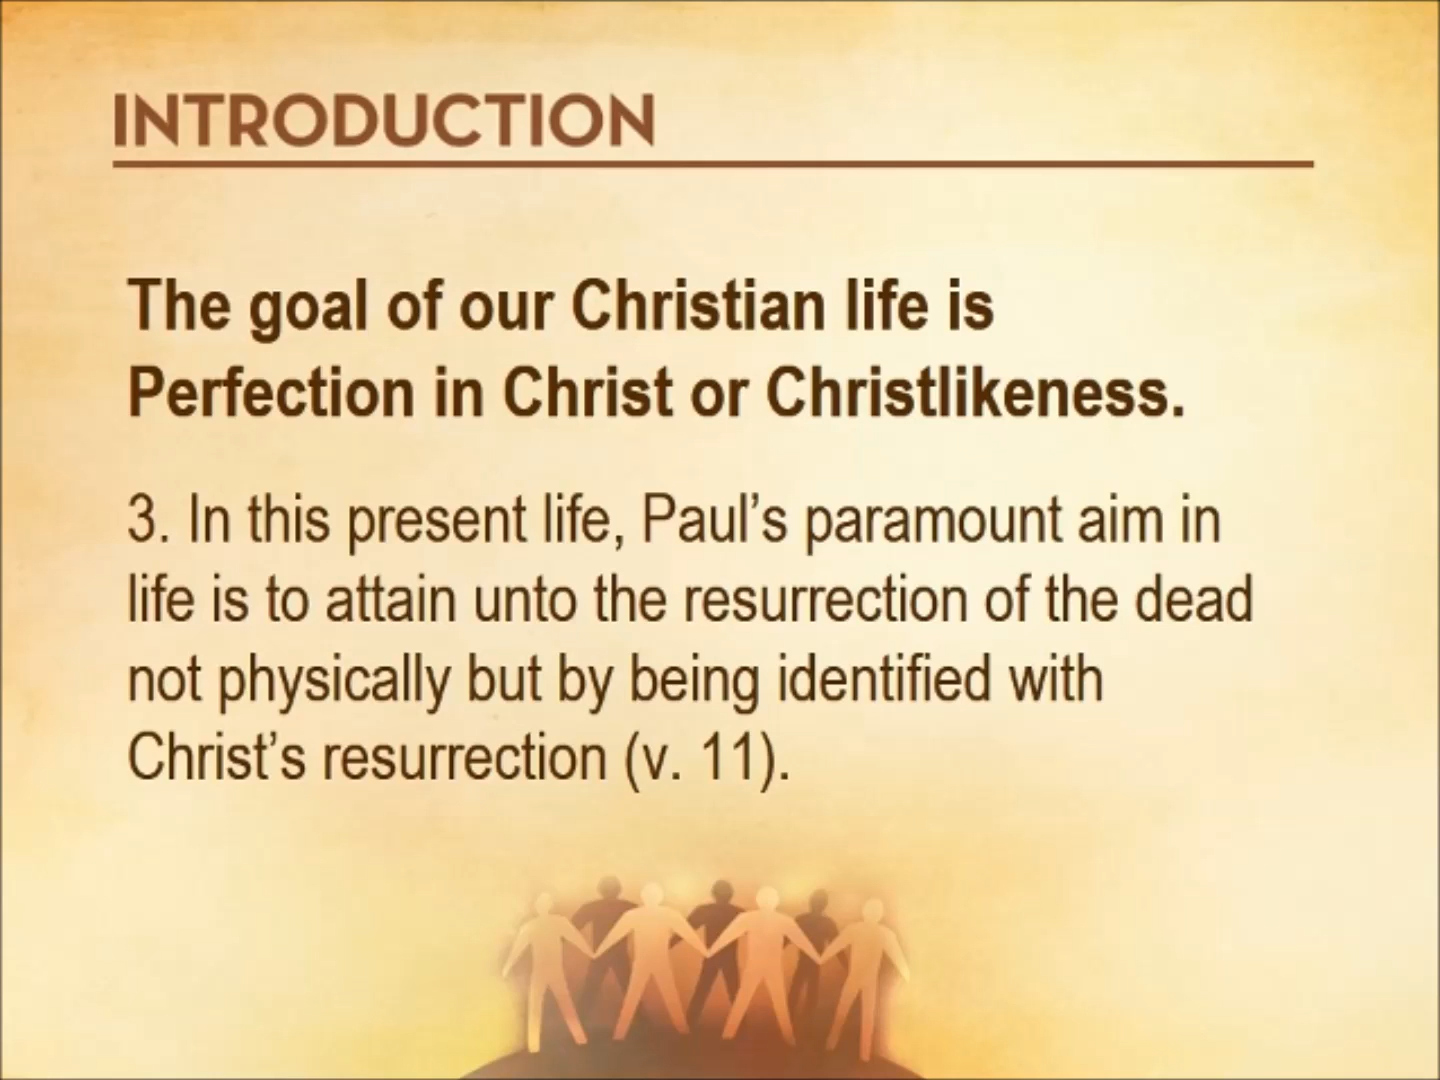 INTRODUCTION
The goal of our Christian life is
Perfection in Christ or Christlikeness.
3. In this present life, Paul’s paramount aim in
life is to attain unto the resurrection of the dead
not physically but by being identified with
Christ’s resurrection (v. 11).